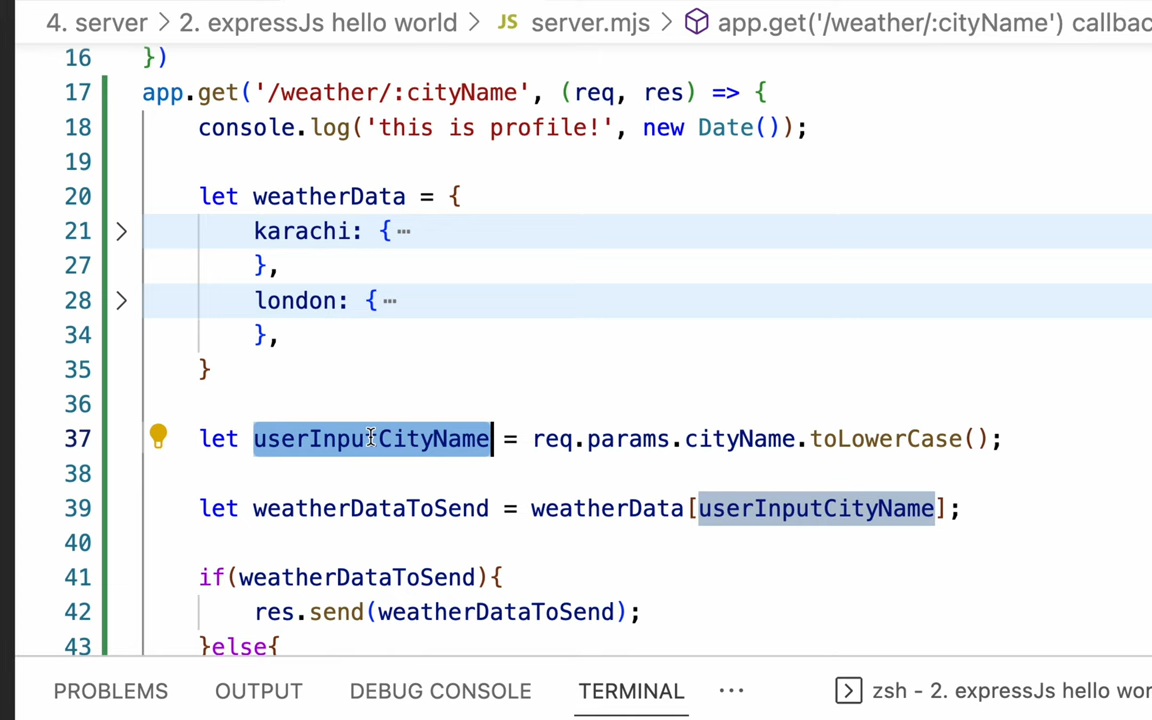 4. server > 2. expressJs hello world > JS server.mjs > app.get('/weather/:cityName') callbac
16 })
17 app.get('/weather/:cityName', (req, res) => {
18 console.log('this is profile!', new Date());
19
20 let weatherData = {
21 > karachi: { ⋯
27 },
28 > london: { ⋯
34 },
35 }
36
37 let userInputCityName = req.params.cityName.toLowerCase();
38
39 let weatherDataToSend = weatherData[userInputCityName];
40
41 if(weatherDataToSend){
42 res.send(weatherDataToSend);
43 }else{
PROBLEMS OUTPUT DEBUG CONSOLE TERMINAL ⋯ zsh - 2. expressJs hello wor